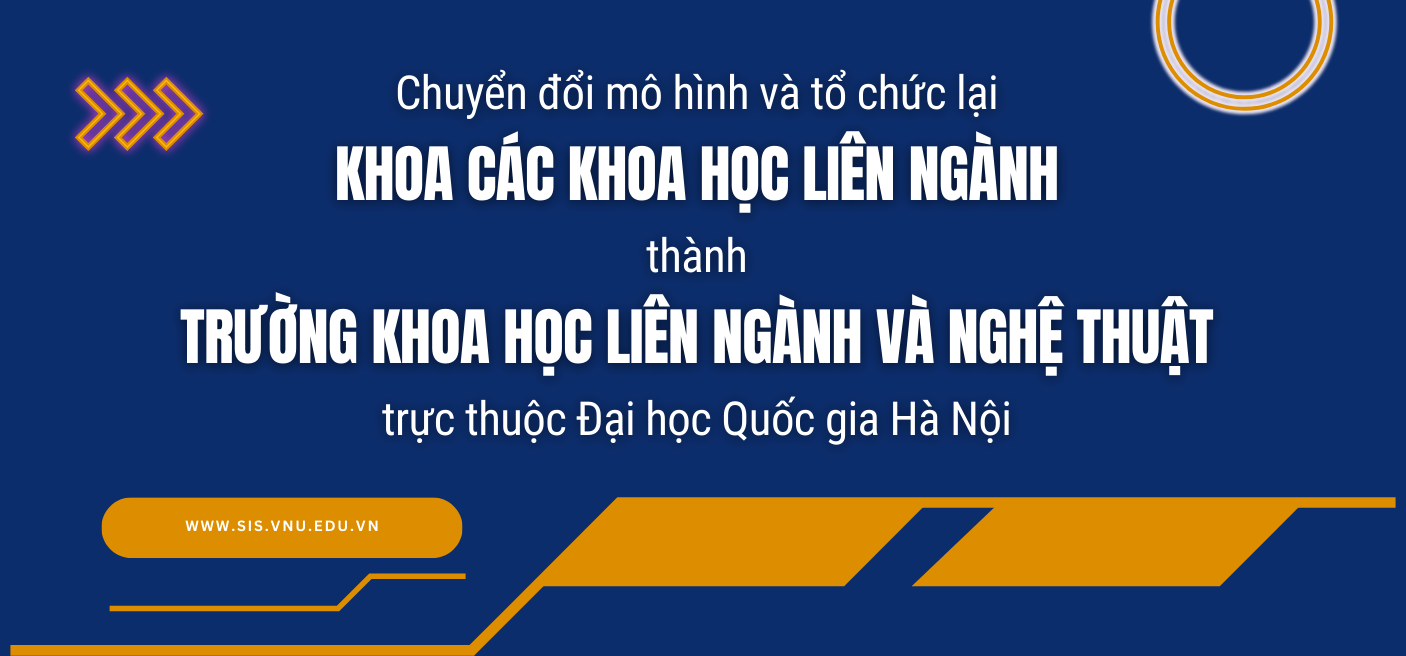 Chuyển đổi mô hình và tổ chức lại
KHOA CÁC KHOA HỌC LIÊN NGÀNH
thành
TRƯỜNG KHOA HỌC LIÊN NGÀNH VÀ NGHỆ THUẬT
trực thuộc Đại học Quốc gia Hà Nội
WWW.SIS.VNU.EDU.VN